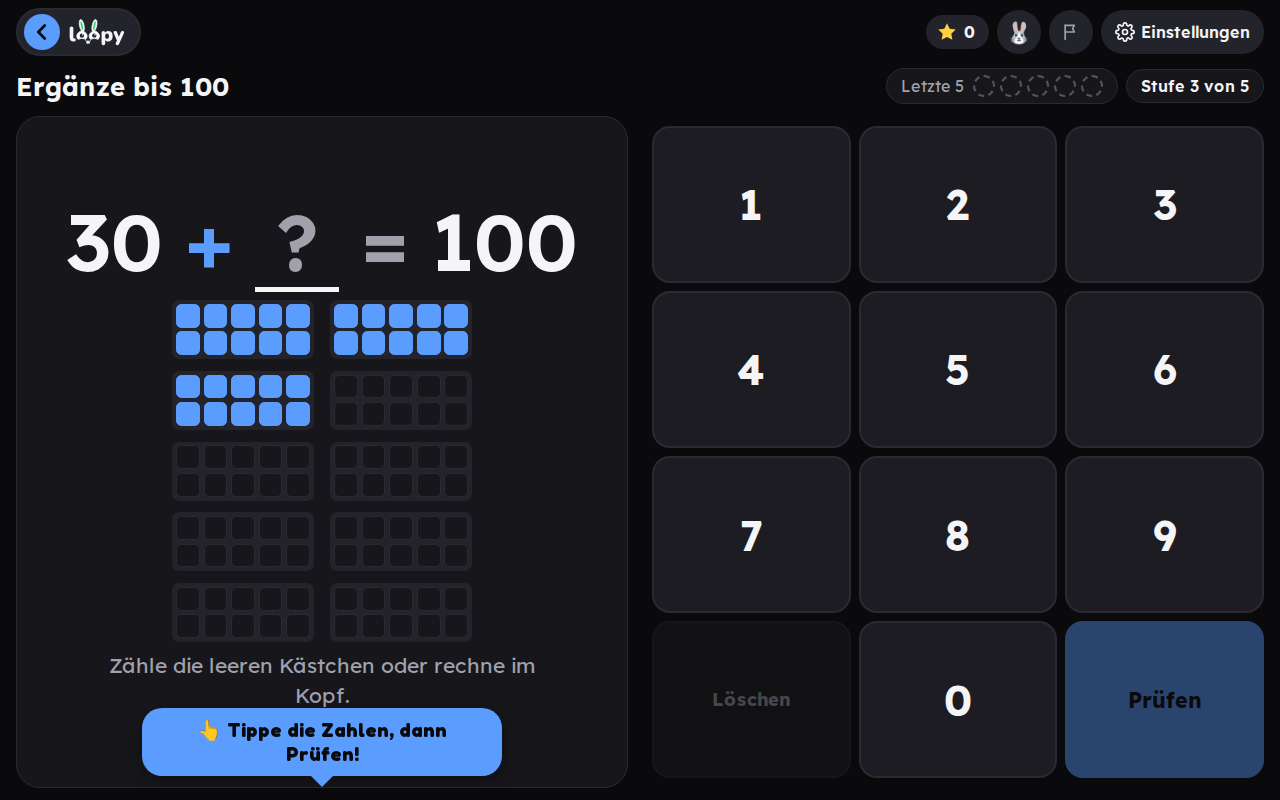 loopy
0
Einstellungen
Ergänze bis 100
Letzte 5
Stufe 3 von 5
30 + ? = 100
Zähle die leeren Kästchen oder rechne im
Kopf.
👆 Tippe die Zahlen, dann
Prüfen!
1 2 3
4 5 6
7 8 9
Löschen 0 Prüfen